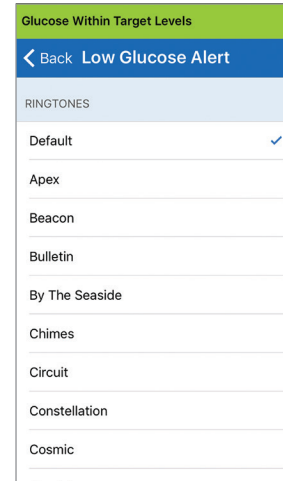 Glucose Within Target Levels
Back Low Glucose Alert
RINGTONES
Default
Apex
Beacon
Bulletin
By The Seaside
Chimes
Circuit
Constellation
Cosmic